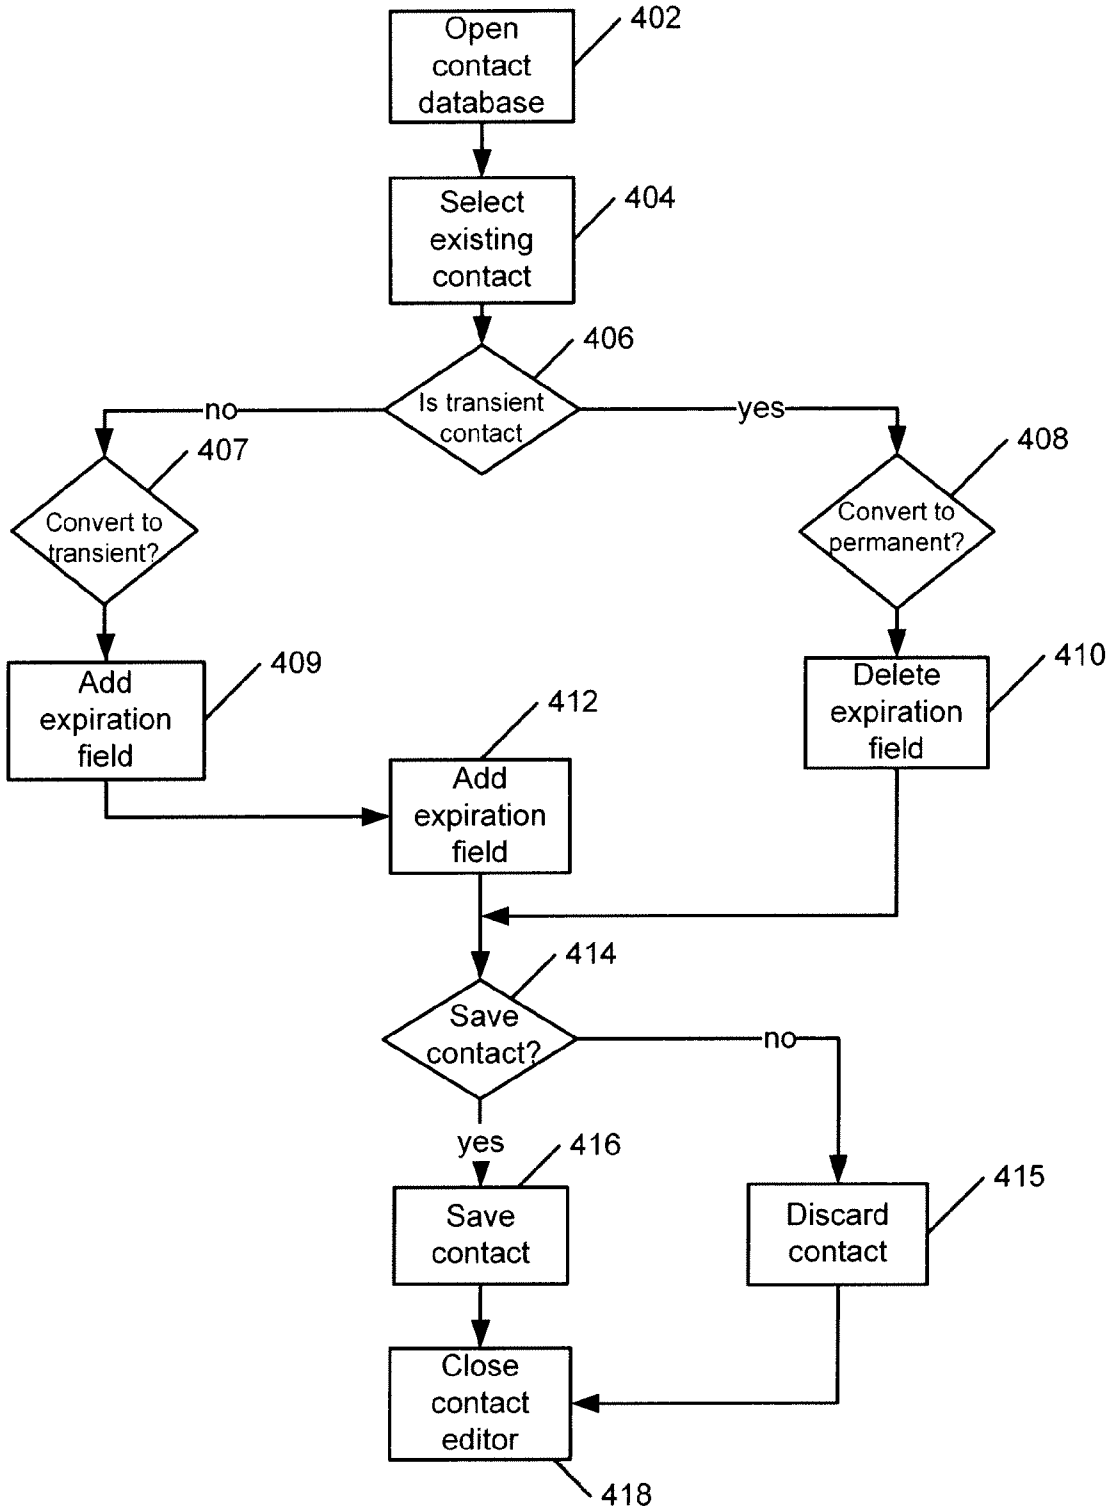 Open
contact
database
402
Select
existing
contact
404
406
Is transient
contact
no
yes
407
Convert to
transient?
408
Convert to
permanent?
Add
expiration
field
409
Delete
expiration
field
410
412
Add
expiration
field
414
Save
contact?
no
yes
416
Save
contact
415
Discard
contact
Close
contact
editor
418